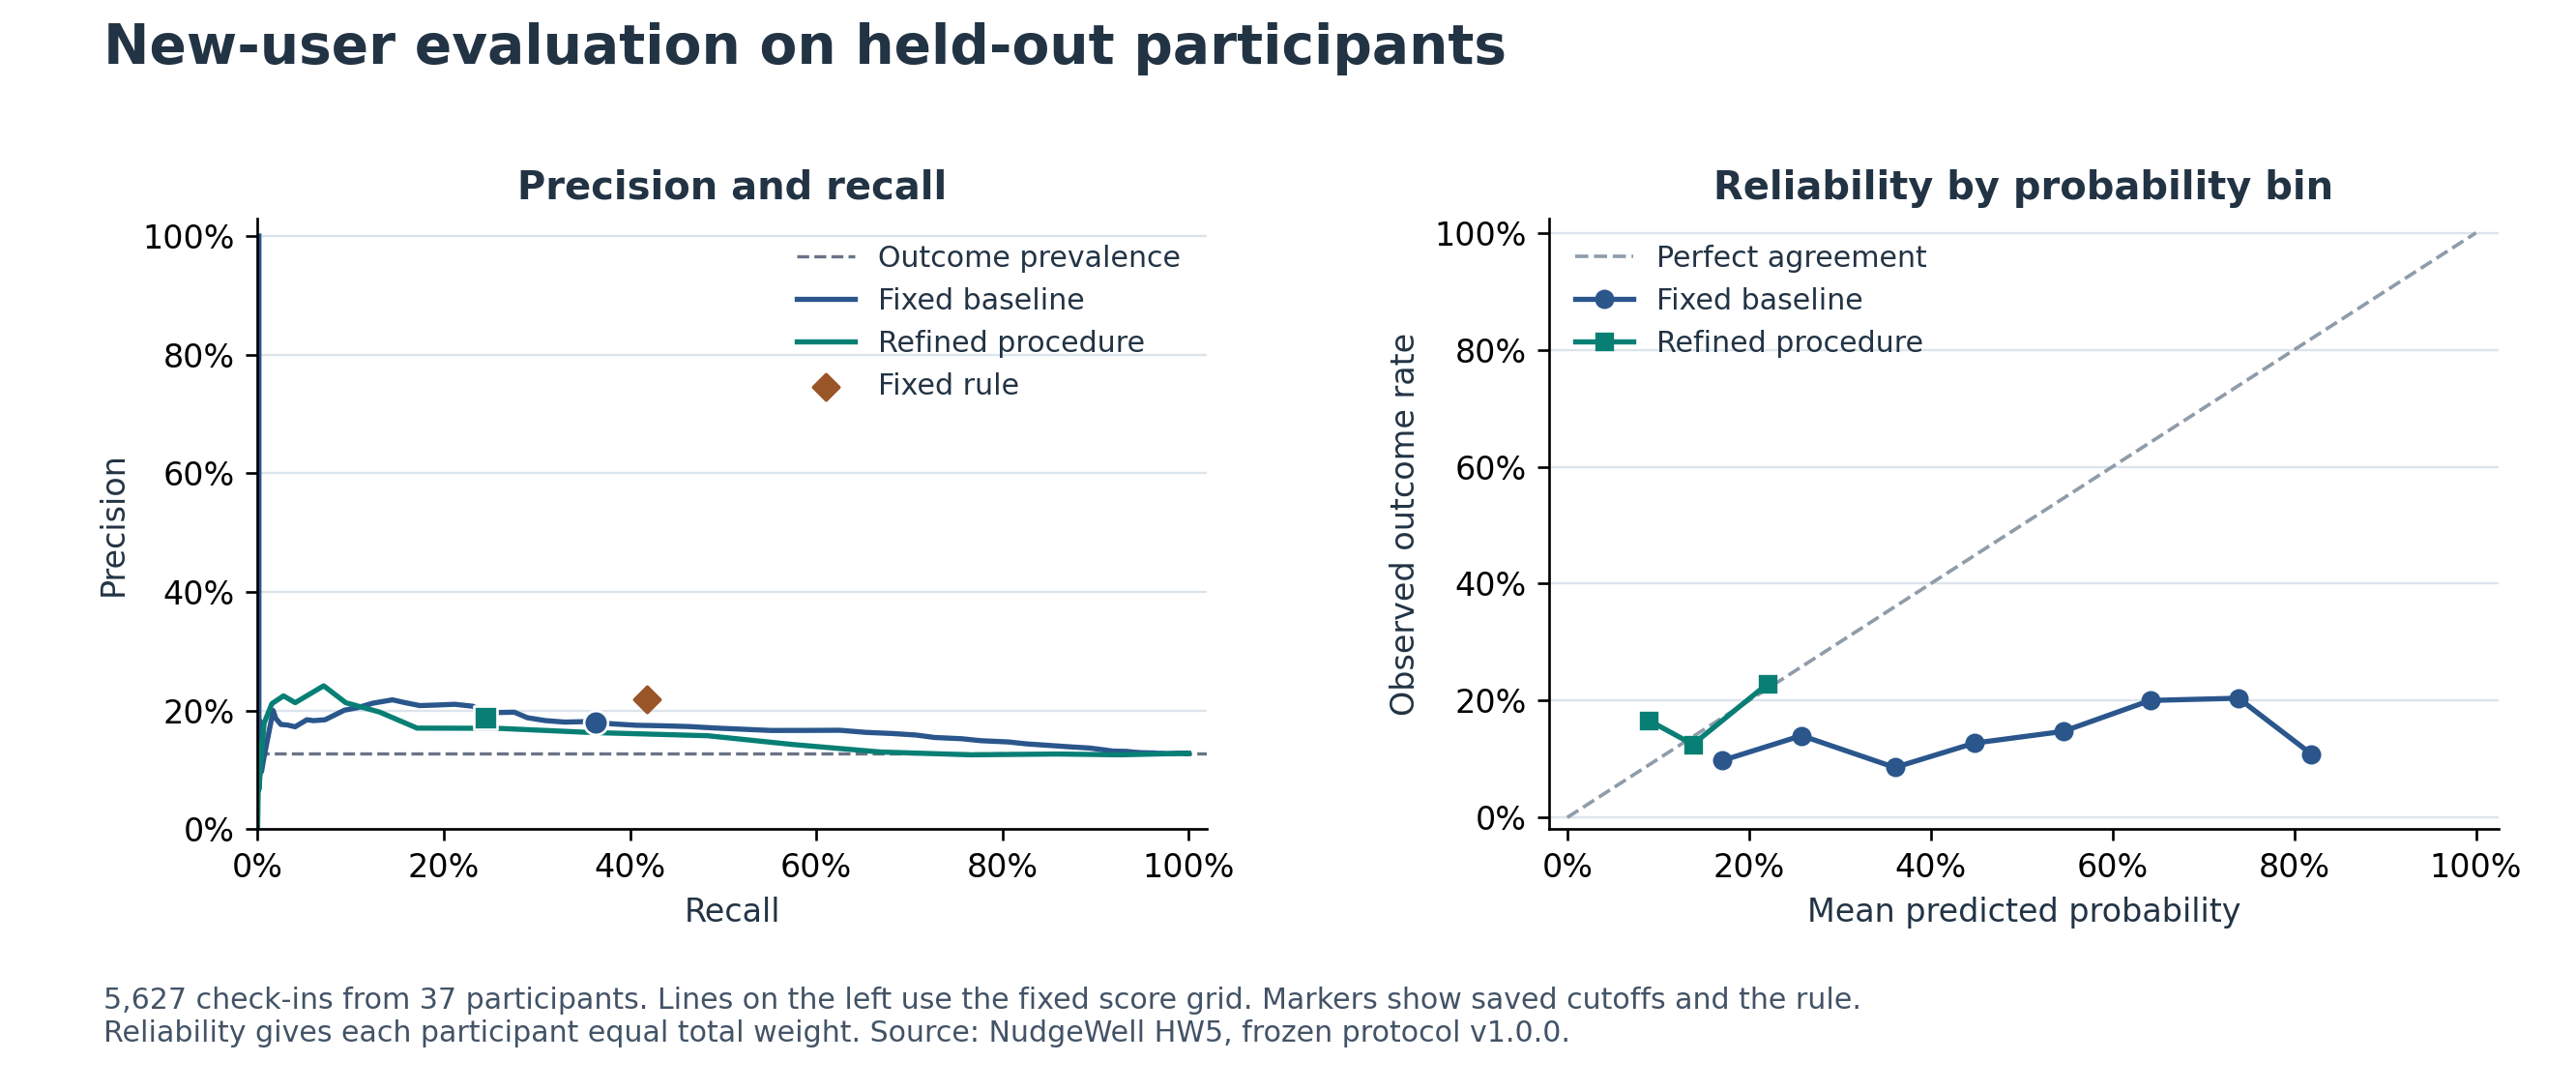 New-user evaluation on held-out participants
Precision and recall
100%
80%
60%
40%
20%
0%
Precision
Outcome prevalence
Fixed baseline
Refined procedure
Fixed rule
0%
20%
40%
60%
80%
100%
Recall
Reliability by probability bin
100%
80%
60%
40%
20%
0%
Observed outcome rate
Perfect agreement
Fixed baseline
Refined procedure
0%
20%
40%
60%
80%
100%
Mean predicted probability
5,627 check-ins from 37 participants. Lines on the left use the fixed score grid. Markers show saved cutoffs and the rule.
Reliability gives each participant equal total weight. Source: NudgeWell HW5, frozen protocol v1.0.0.